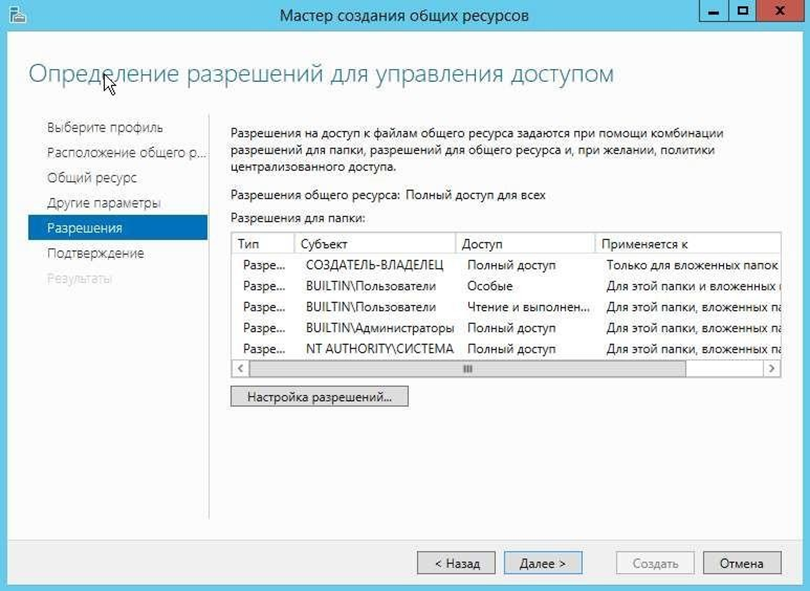 Мастер создания общих ресурсов
Определение разрешений для управления доступом
Выберите профиль
Расположение общего р...
Общий ресурс
Другие параметры
Разрешения
Подтверждение
Результаты
Разрешения на доступ к файлам общего ресурса задаются при помощи комбинации
разрешений для папки, разрешений для общего ресурса и, при желании, политики
централизованного доступа.
Разрешения общего ресурса: Полный доступ для всех
Разрешения для папки:
Тип Субъект Доступ Применяется к
Разре... СОЗДАТЕЛЬ-ВЛАДЕЛЕЦ Полный доступ Только для вложенных папок
Разре... BUILTIN\Пользователи Особые Для этой папки и вложенных
Разре... BUILTIN\Пользователи Чтение и выполнен... Для этой папки, вложенных па
Разре... BUILTIN\Администраторы Полный доступ Для этой папки, вложенных па
Разре... NT AUTHORITY\СИСТЕМА Полный доступ Для этой папки, вложенных па
Настройка разрешений...
< Назад Далее > Создать Отмена